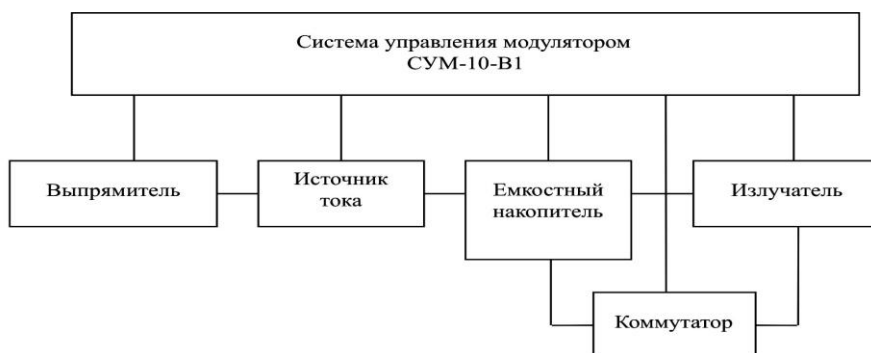 Система управления модулятором
СУМ-10-В1
Выпрямитель
Источник
тока
Емкостный
накопитель
Излучатель
Коммутатор